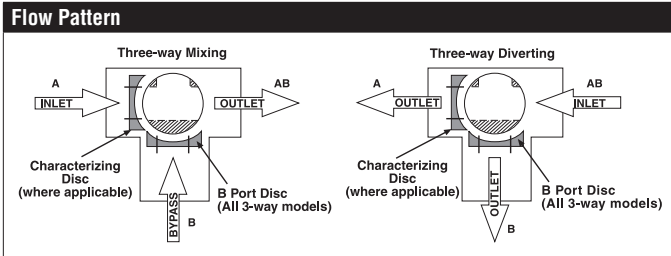 Flow Pattern
Three-way Mixing
A
INLET
AB
OUTLET
Characterizing
Disc
(where applicable)
BYPASS
B
B Port Disc
(All 3-way models)
Three-way Diverting
A
OUTLET
AB
INLET
Characterizing
Disc
(where applicable)
OUTLET
B
B Port Disc
(All 3-way models)